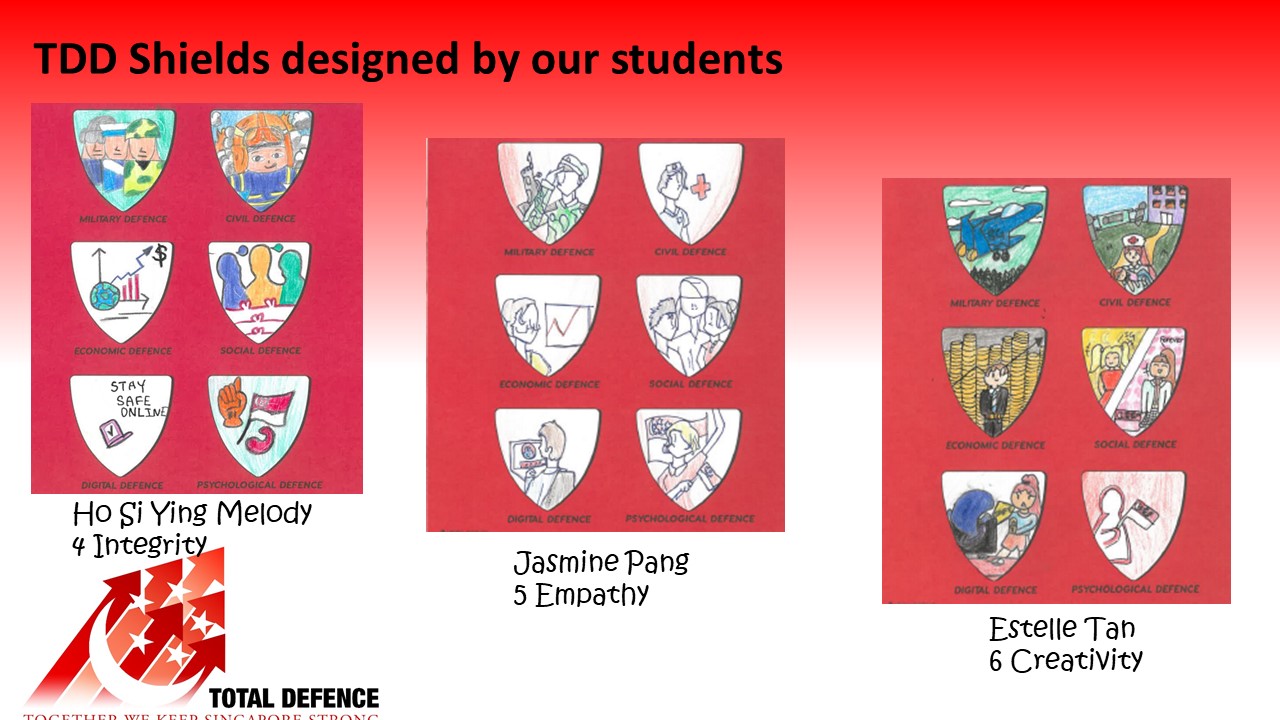 TDD Shields designed by our students
MILITARY DEFENCE
CIVIL DEFENCE
$
ECONOMIC DEFENCE
SOCIAL DEFENCE
STAY
SAFE
ONLINE
DIGITAL DEFENCE
PSYCHOLOGICAL DEFENCE
Ho Si Ying Melody
4 Integrity
MILITARY DEFENCE
CIVIL DEFENCE
ECONOMIC DEFENCE
SOCIAL DEFENCE
DIGITAL DEFENCE
PSYCHOLOGICAL DEFENCE
Jasmine Pang
5 Empathy
MILITARY DEFENCE
CIVIL DEFENCE
ECONOMIC DEFENCE
Forever
SOCIAL DEFENCE
DIGITAL DEFENCE
PSYCHOLOGICAL DEFENCE
Estelle Tan
6 Creativity
TOTAL DEFENCE
TOGETHER WE KEEP SINGAPORE STRONG